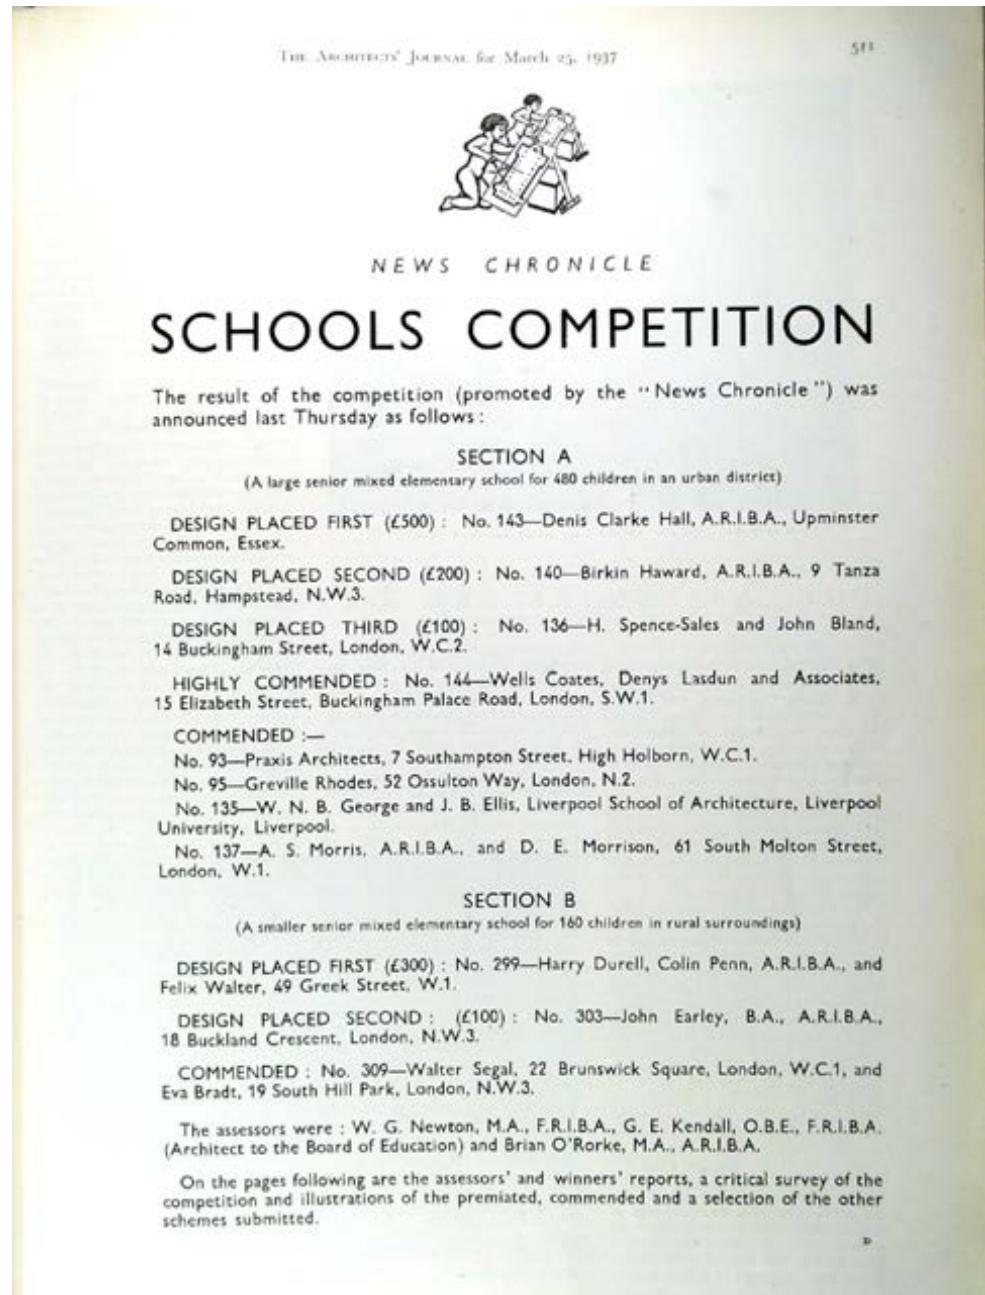 The Architects' Journal for March 25, 1937
511
NEWS CHRONICLE
SCHOOLS COMPETITION
The result of the competition (promoted by the "News Chronicle") was
announced last Thursday as follows :
SECTION A
(A large senior mixed elementary school for 480 children in an urban district)
DESIGN PLACED FIRST (£500) : No. 143—Denis Clarke Hall, A.R.I.B.A., Upminster
Common, Essex.
DESIGN PLACED SECOND (£200) : No. 140—Birkin Haward, A.R.I.B.A., 9 Tanza
Road, Hampstead, N.W.3.
DESIGN PLACED THIRD (£100) : No. 136—H. Spence-Sales and John Bland,
14 Buckingham Street, London, W.C.2.
HIGHLY COMMENDED : No. 144—Wells Coates, Denys Lasdun and Associates,
15 Elizabeth Street, Buckingham Palace Road, London, S.W.1.
COMMENDED :—
No. 93—Praxis Architects, 7 Southampton Street, High Holborn, W.C.1.
No. 95—Greville Rhodes, 52 Ossulton Way, London, N.2.
No. 135—W. N. B. George and J. B. Ellis, Liverpool School of Architecture, Liverpool
University, Liverpool.
No. 137—A. S. Morris, A.R.I.B.A., and D. E. Morrison, 61 South Molton Street,
London, W.1.
SECTION B
(A smaller senior mixed elementary school for 160 children in rural surroundings)
DESIGN PLACED FIRST (£300) : No. 299—Harry Durell, Colin Penn, A.R.I.B.A., and
Felix Walter, 49 Greek Street, W.1.
DESIGN PLACED SECOND : (£100) : No. 303—John Earley, B.A., A.R.I.B.A.,
18 Buckland Crescent, London, N.W.3.
COMMENDED : No. 309—Walter Segal, 22 Brunswick Square, London, W.C.1, and
Eva Bradt, 19 South Hill Park, London, N.W.3.
The assessors were : W. G. Newton, M.A., F.R.I.B.A., G. E. Kendall, O.B.E., F.R.I.B.A.
(Architect to the Board of Education) and Brian O'Rorke, M.A., A.R.I.B.A.
On the pages following are the assessors' and winners' reports, a critical survey of the
competition and illustrations of the premiated, commended and a selection of the other
schemes submitted.
D